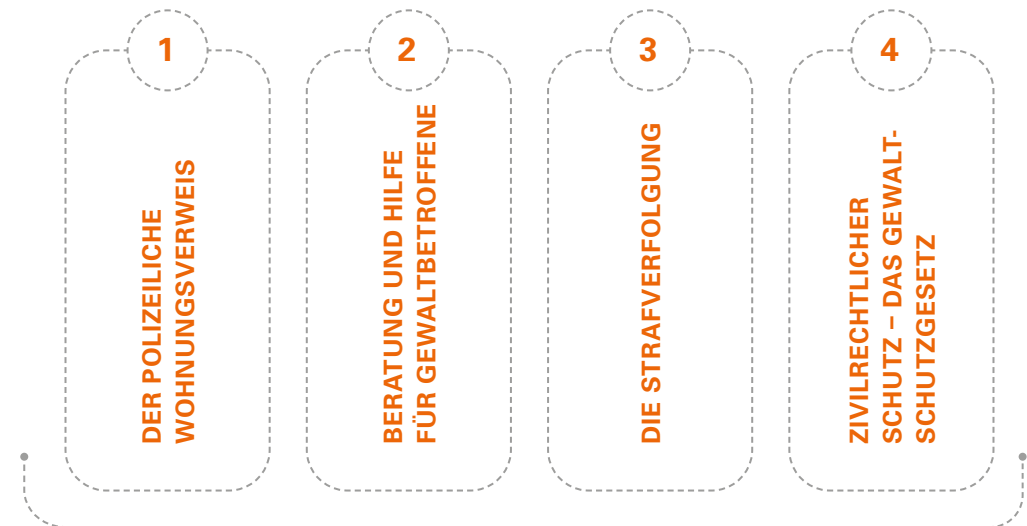 1
DER POLIZEILICHE
WOHNUNGSVERWEIS
2
BERATUNG UND HILFE
FÜR GEWALTBETROFFENE
3
DIE STRAFVERFOLGUNG
4
ZIVILRECHTLICHER
SCHUTZ – DAS GEWALT-
SCHUTZGESETZ